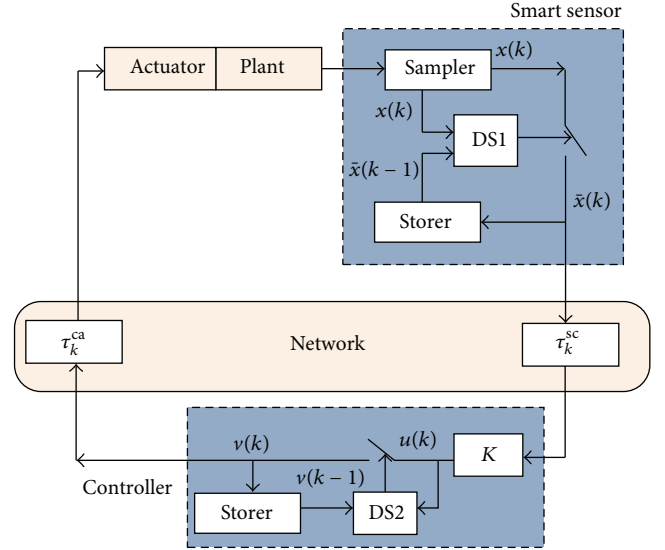 Smart sensor
Actuator
Plant
Sampler
x(k)
x(k)
DS1
x̄(k − 1)
x̄(k)
Storer
τ_k^ca
Network
τ_k^sc
v(k)
u(k)
K
Controller
v(k−1)
Storer
DS2